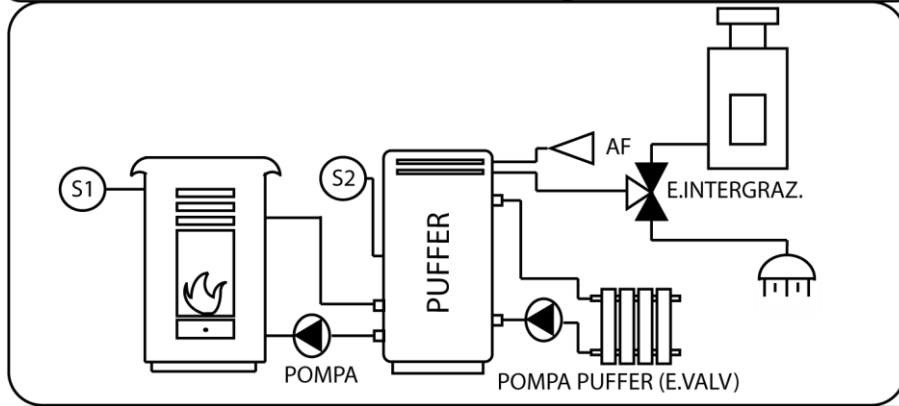 AF
S1
S2
E.INTERGRAZ.
PUFFER
POMPA
POMPA PUFFER (E.VALV)